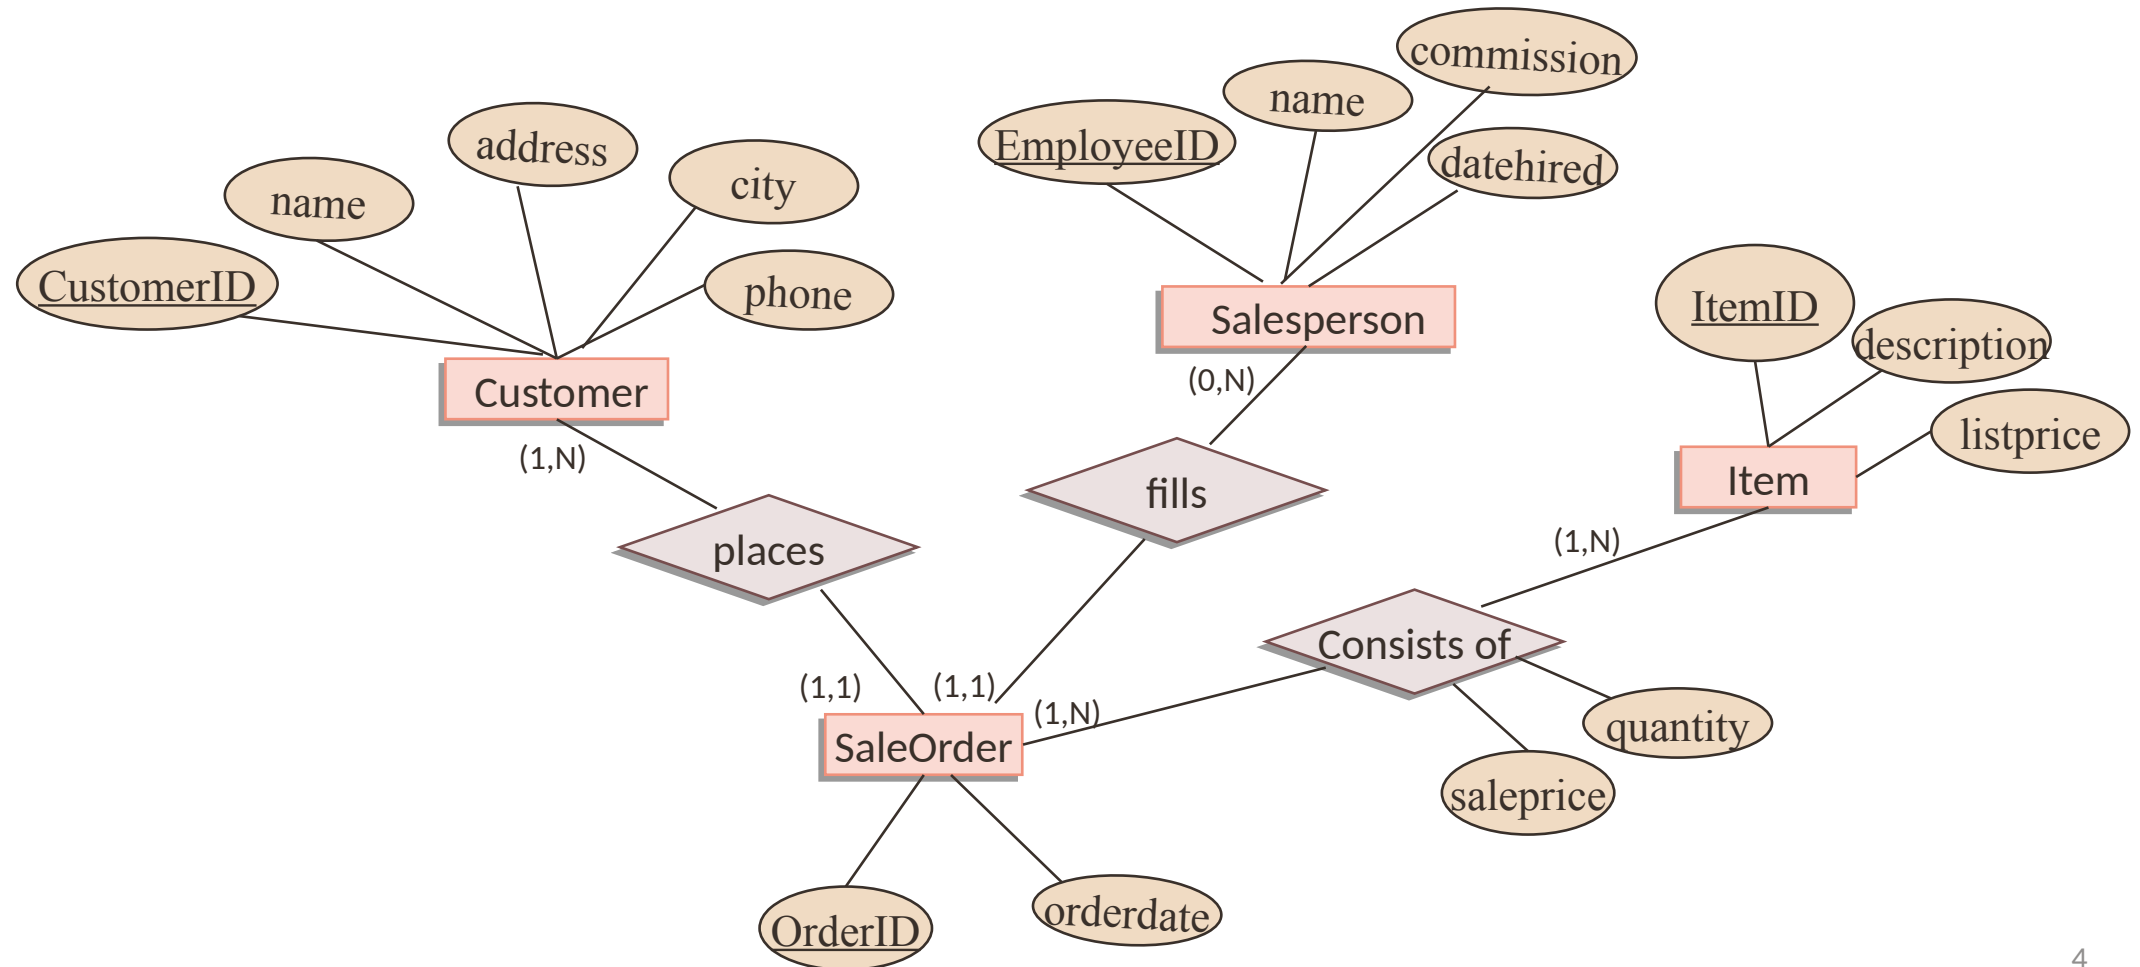 commission
name
EmployeeID
datehired
address
city
name
CustomerID
phone
Salesperson
ItemID
description
listprice
Customer
(0,N)
(1,N)
fills
Item
places
(1,N)
Consists of
(1,1)
(1,1)
(1,N)
SaleOrder
quantity
saleprice
OrderID
orderdate
4